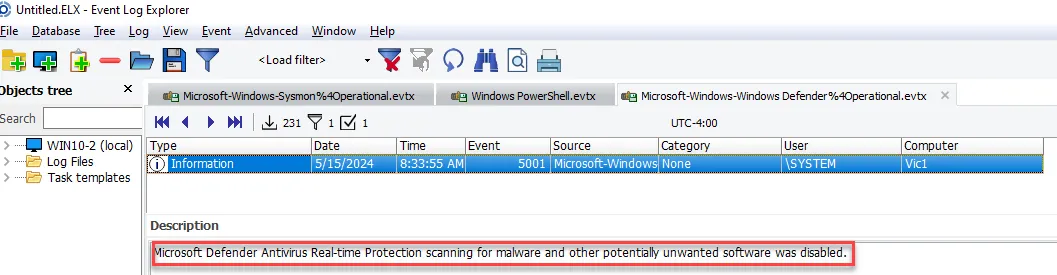 Untitled.ELX - Event Log Explorer
File Database Tree Log View Event Advanced Window Help
<Load filter>
Objects tree
Search
WIN10-2 (local)
Log Files
Task templates
Microsoft-Windows-Sysmon%4Operational.evtx Windows PowerShell.evtx Microsoft-Windows-Windows Defender%4Operational.evtx
231 1 1 UTC-4:00
Type Date Time Event Source Category User Computer
Information 5/15/2024 8:33:55 AM 5001 Microsoft-Windows None \SYSTEM Vic1
Description
Microsoft Defender Antivirus Real-time Protection scanning for malware and other potentially unwanted software was disabled.